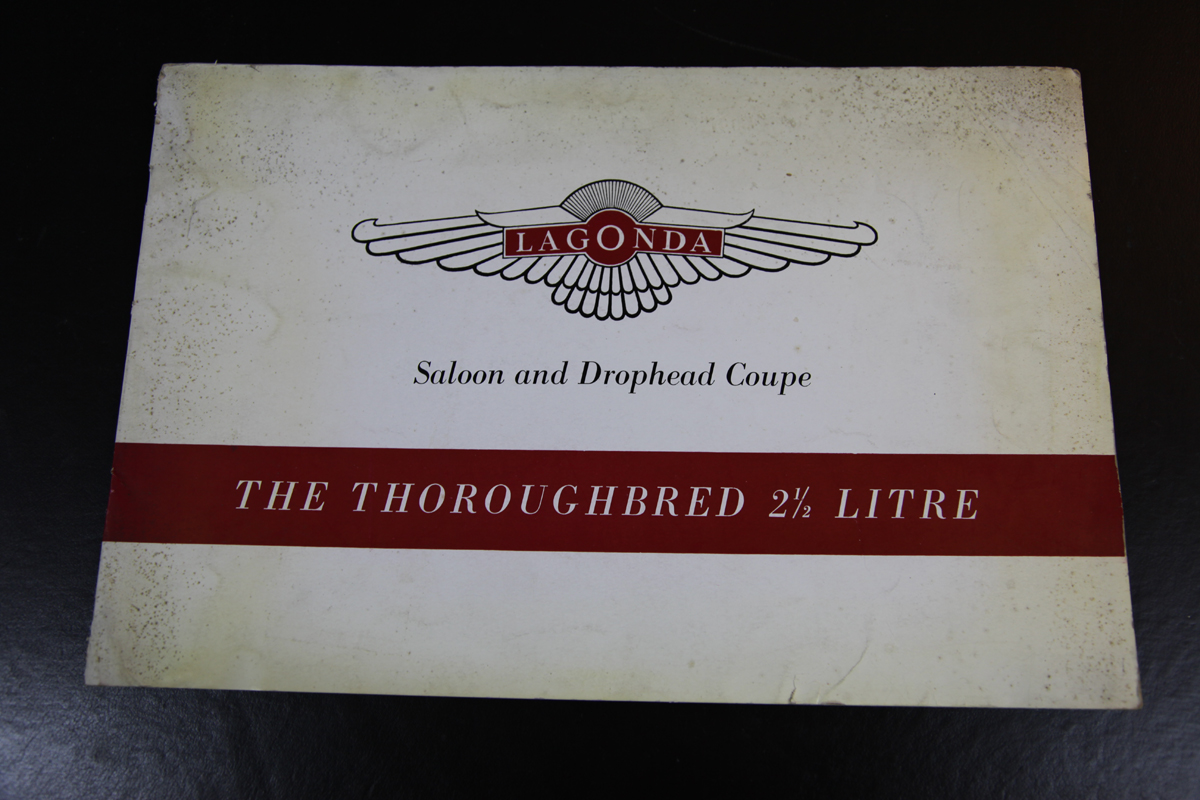 LAGONDA
Saloon and Drophead Coupe
THE THOROUGHBRED 2½ LITRE